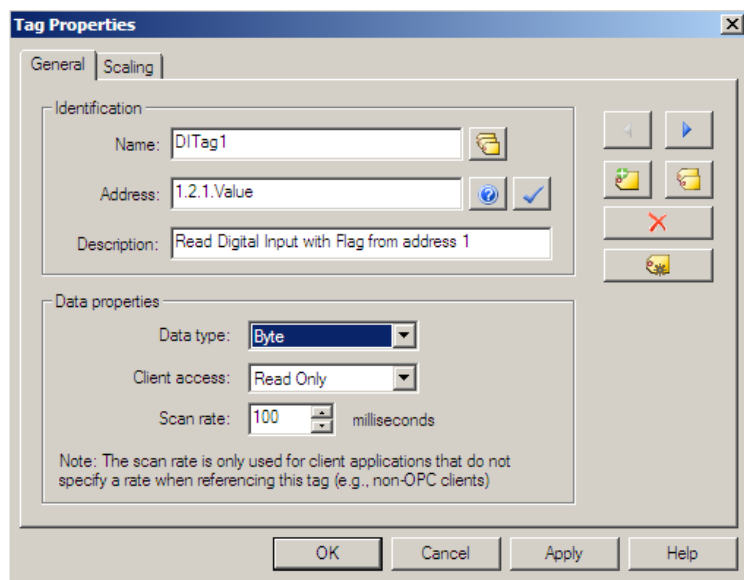 Tag Properties
General Scaling
Identification
Name: DITag1
Address: 1.2.1.Value
Description: Read Digital Input with Flag from address 1
Data properties
Data type: Byte
Client access: Read Only
Scan rate: 100 milliseconds
Note: The scan rate is only used for client applications that do not
specify a rate when referencing this tag (e.g., non-OPC clients)
OK Cancel Apply Help